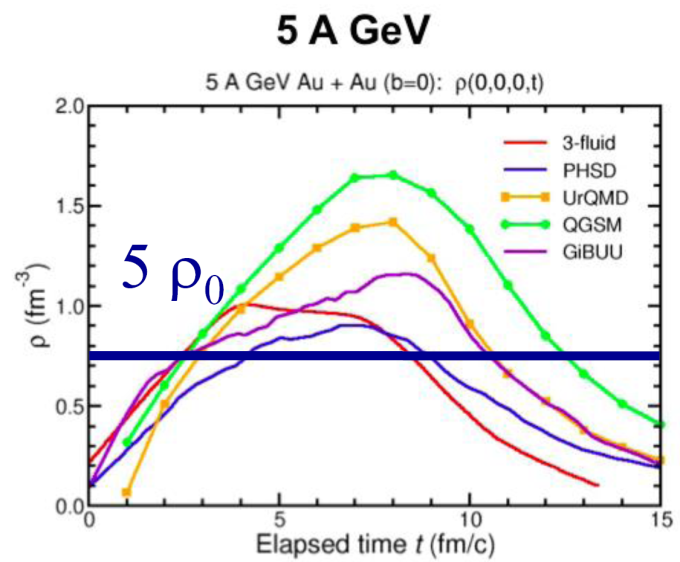 5 A GeV
5 A GeV Au + Au (b=0): ρ(0,0,0,t)
2.0
1.5
1.0
0.5
0.0
ρ (fm⁻³)
3-fluid
PHSD
UrQMD
QGSM
GiBUU
5 ρ₀
0
5
10
15
Elapsed time t (fm/c)